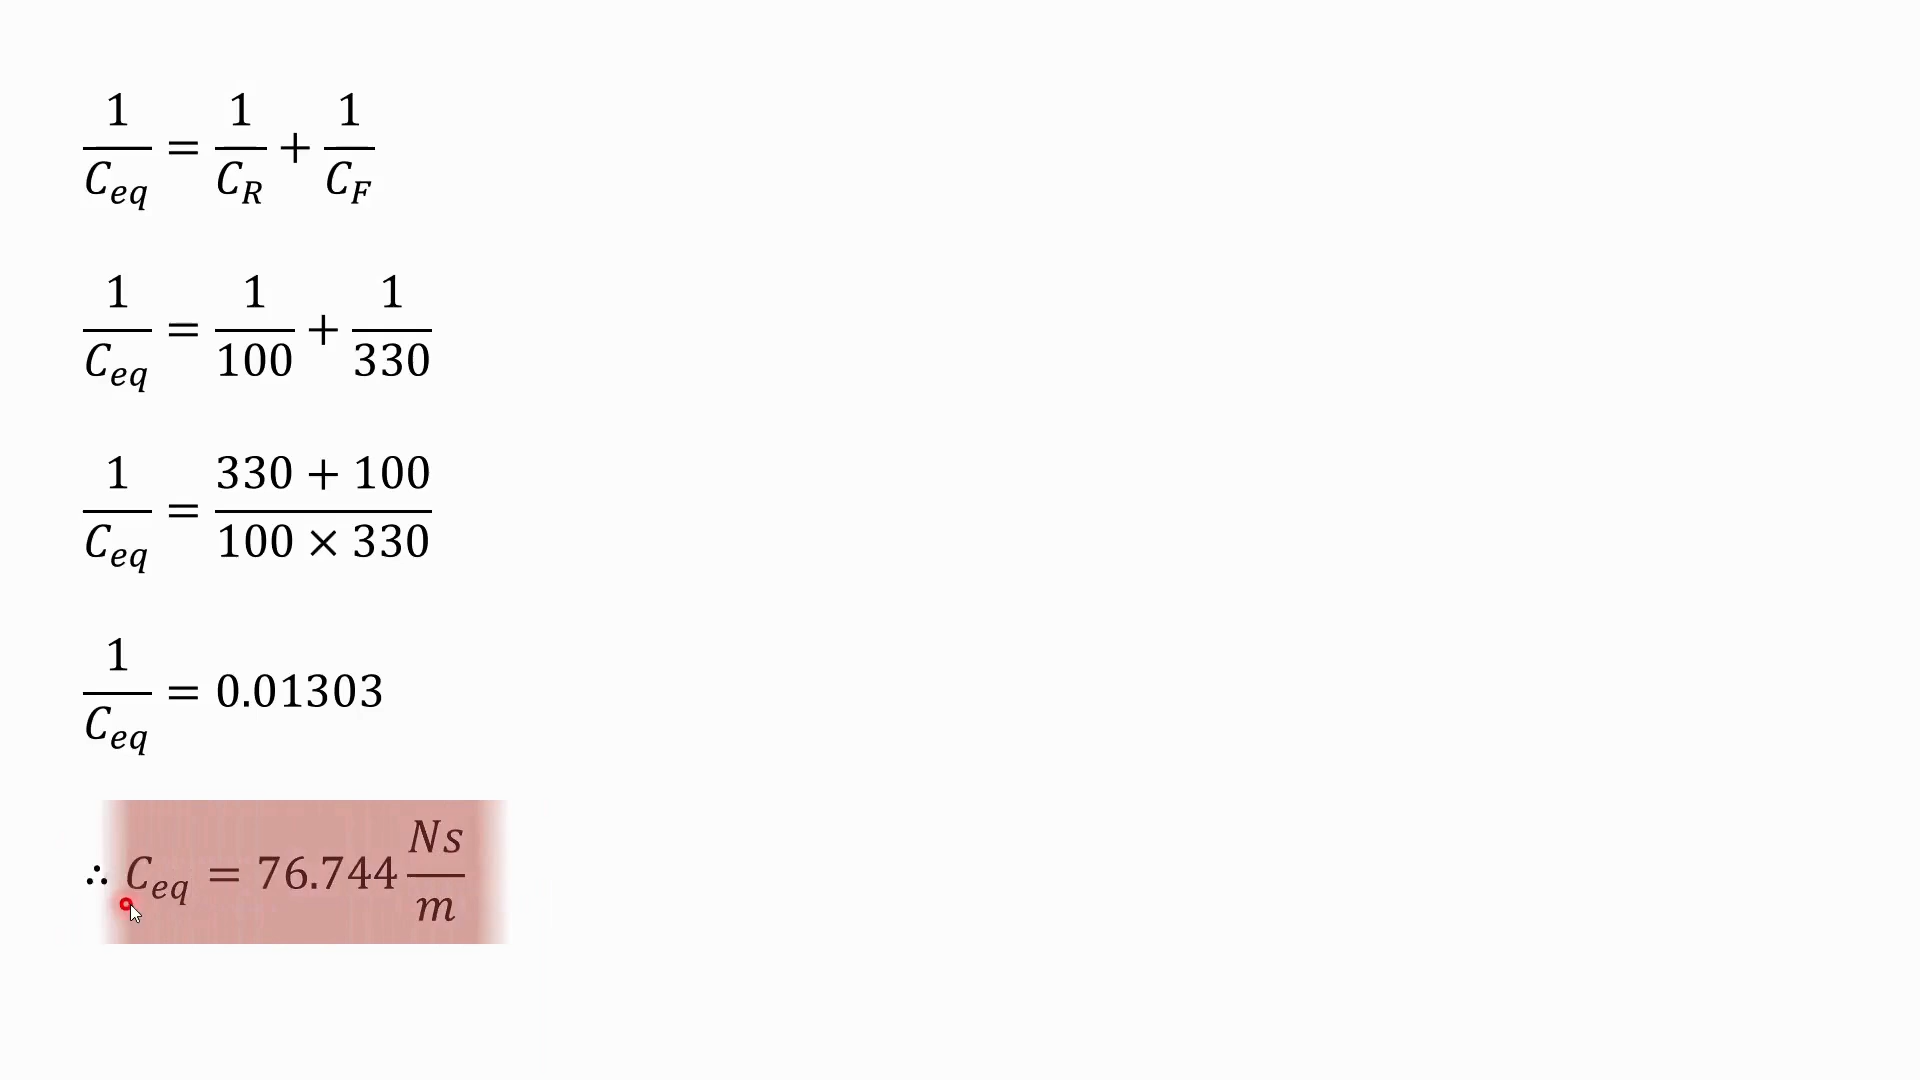 1/C_eq = 1/C_R + 1/C_F
1/C_eq = 1/100 + 1/330
1/C_eq = (330 + 100)/(100 × 330)
1/C_eq = 0.01303
∴ C_eq = 76.744 Ns/m